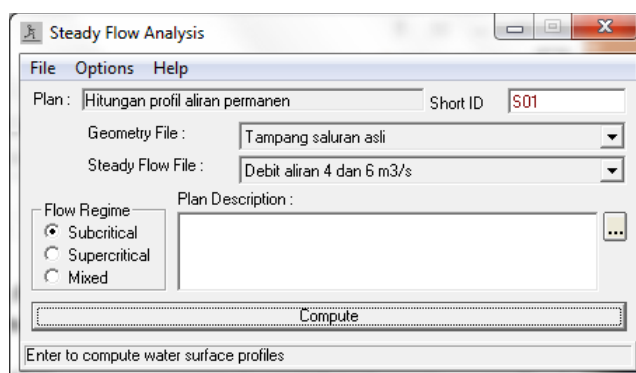 Steady Flow Analysis
File Options Help
Plan : Hitungan profil aliran permanen Short ID S01
Geometry File : Tampang saluran asli
Steady Flow File : Debit aliran 4 dan 6 m3/s
Flow Regime Plan Description :
Subcritical
...
Supercritical
Mixed
Compute
Enter to compute water surface profiles